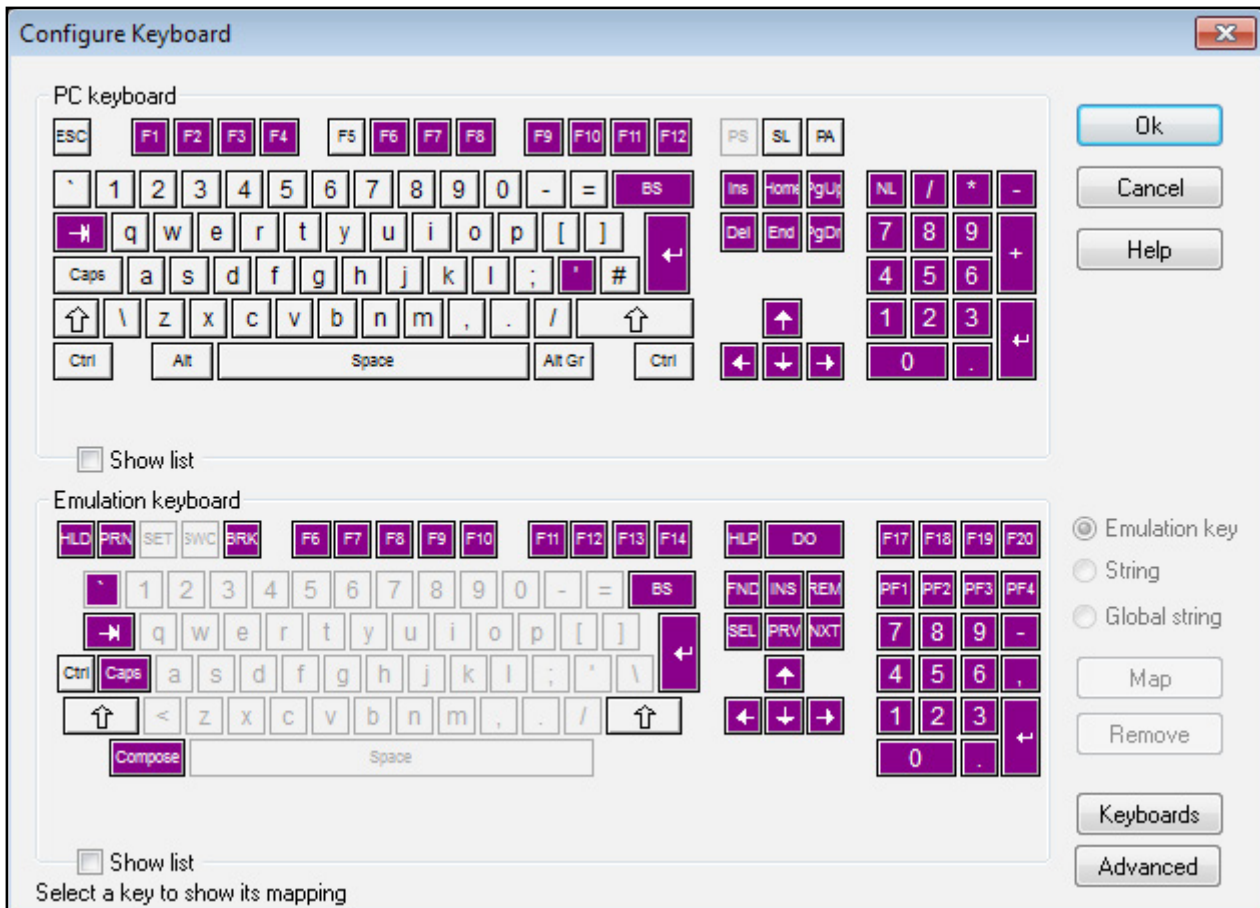 Configure Keyboard
PC keyboard
ESC F1 F2 F3 F4 F5 F6 F7 F8 F9 F10 F11 F12 PS SL PA
Ok
` 1 2 3 4 5 6 7 8 9 0 - = BS Ins Home PgUp NL / * -
Cancel
q w e r t y u i o p [ ] Del End PgDn 7 8 9 +
Help
Caps a s d f g h j k l ; ' # 4 5 6
\ z x c v b n m , . / 1 2 3
Ctrl Alt Space Alt Gr Ctrl 0 .
Show list
Emulation keyboard
HLD PRN SET SWC BRK F6 F7 F8 F9 F10 F11 F12 F13 F14 HLP DO F17 F18 F19 F20
Emulation key
` 1 2 3 4 5 6 7 8 9 0 - = BS FND INS REM PF1 PF2 PF3 PF4
String
q w e r t y u i o p [ ] SEL PRV NXT 7 8 9 -
Global string
Ctrl Caps a s d f g h j k l ; ' \ 4 5 6 ,
Map
< z x c v b n m , . / 1 2 3
Remove
Compose Space 0 .
Keyboards
Show list
Advanced
Select a key to show its mapping